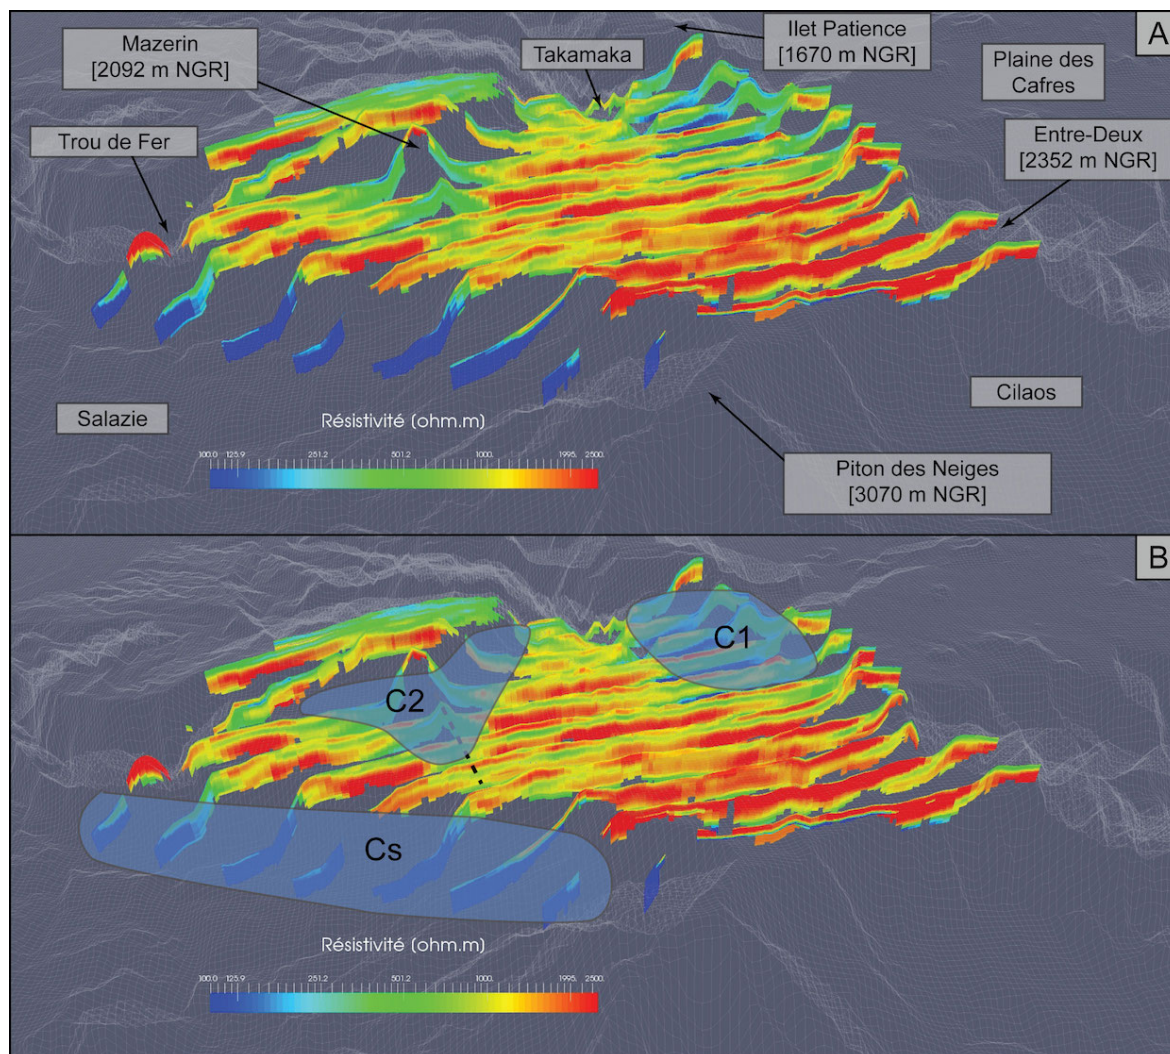 A
Mazerin
[2092 m NGR]
Takamaka
Ilet Patience
[1670 m NGR]
Plaine des
Cafres
Trou de Fer
Entre-Deux
[2352 m NGR]
Salazie
Cilaos
Piton des Neiges
[3070 m NGR]
Résistivité (ohm.m)
100.0 125.9 251.2 501.2 1000. 1995. 2500.
B
C1
C2
Cs
Résistivité (ohm.m)
100.0 125.9 251.2 501.2 1000. 1995. 2500.